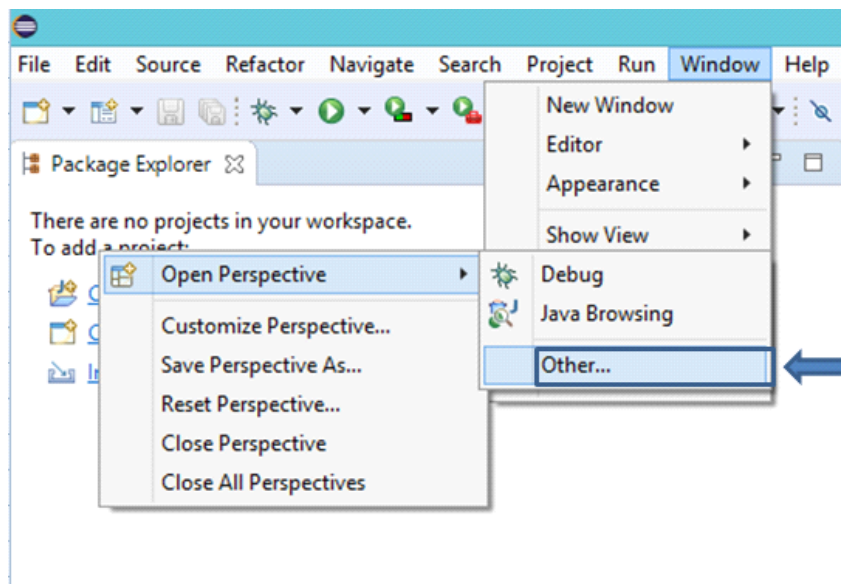 File Edit Source Refactor Navigate Search Project Run Window Help
New Window
Editor
Appearance
Show View
Package Explorer
There are no projects in your workspace.
To add a project:
Open Perspective
Customize Perspective...
Save Perspective As...
Reset Perspective...
Close Perspective
Close All Perspectives
Debug
Java Browsing
Other...